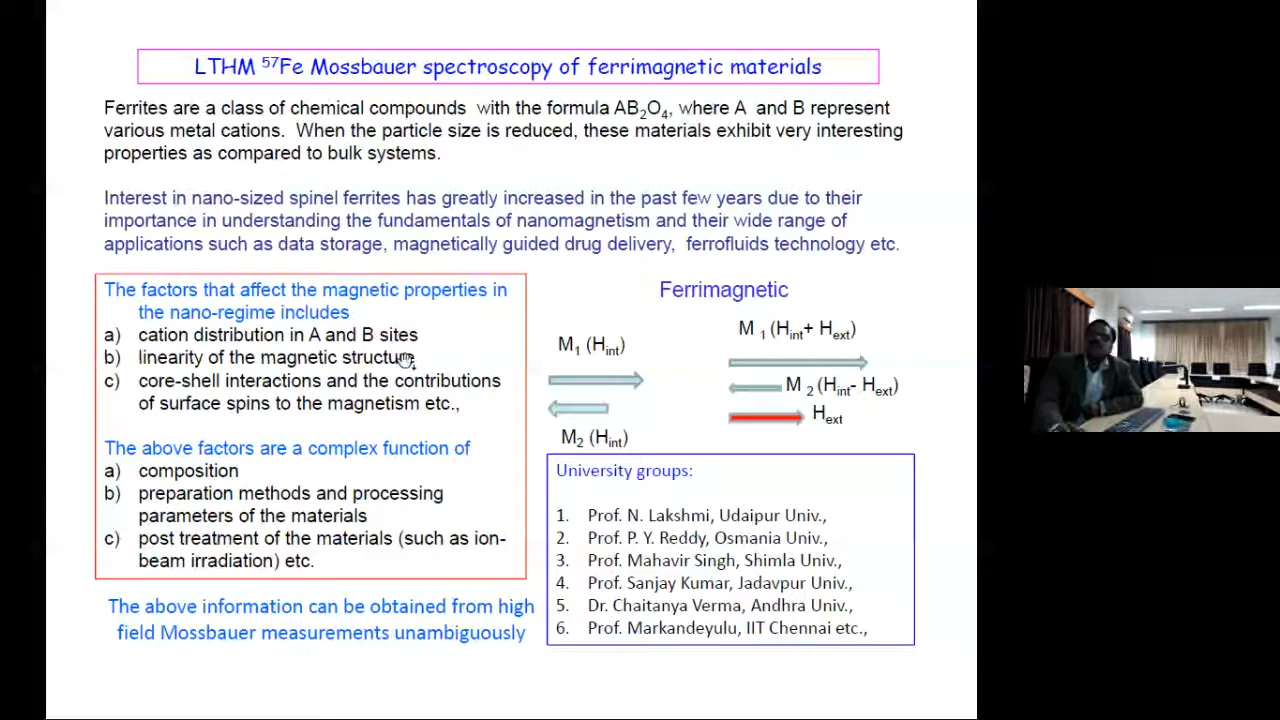 LTHM ⁵⁷Fe Mossbauer spectroscopy of ferrimagnetic materials
Ferrites are a class of chemical compounds with the formula AB₂O₄, where A and B represent
various metal cations. When the particle size is reduced, these materials exhibit very interesting
properties as compared to bulk systems.
Interest in nano-sized spinel ferrites has greatly increased in the past few years due to their
importance in understanding the fundamentals of nanomagnetism and their wide range of
applications such as data storage, magnetically guided drug delivery, ferrofluids technology etc.
The factors that affect the magnetic properties in
the nano-regime includes
a) cation distribution in A and B sites
b) linearity of the magnetic structure
c) core-shell interactions and the contributions
of surface spins to the magnetism etc.,
The above factors are a complex function of
a) composition
b) preparation methods and processing
parameters of the materials
c) post treatment of the materials (such as ion-
beam irradiation) etc.
The above information can be obtained from high
field Mossbauer measurements unambiguously
Ferrimagnetic
M₁ (Hint)
M₂ (Hint)
M ₁ (Hint+ Hext)
M ₂ (Hint- Hext)
Hext
University groups:
1. Prof. N. Lakshmi, Udaipur Univ.,
2. Prof. P. Y. Reddy, Osmania Univ.,
3. Prof. Mahavir Singh, Shimla Univ.,
4. Prof. Sanjay Kumar, Jadavpur Univ.,
5. Dr. Chaitanya Verma, Andhra Univ.,
6. Prof. Markandeyulu, IIT Chennai etc.,